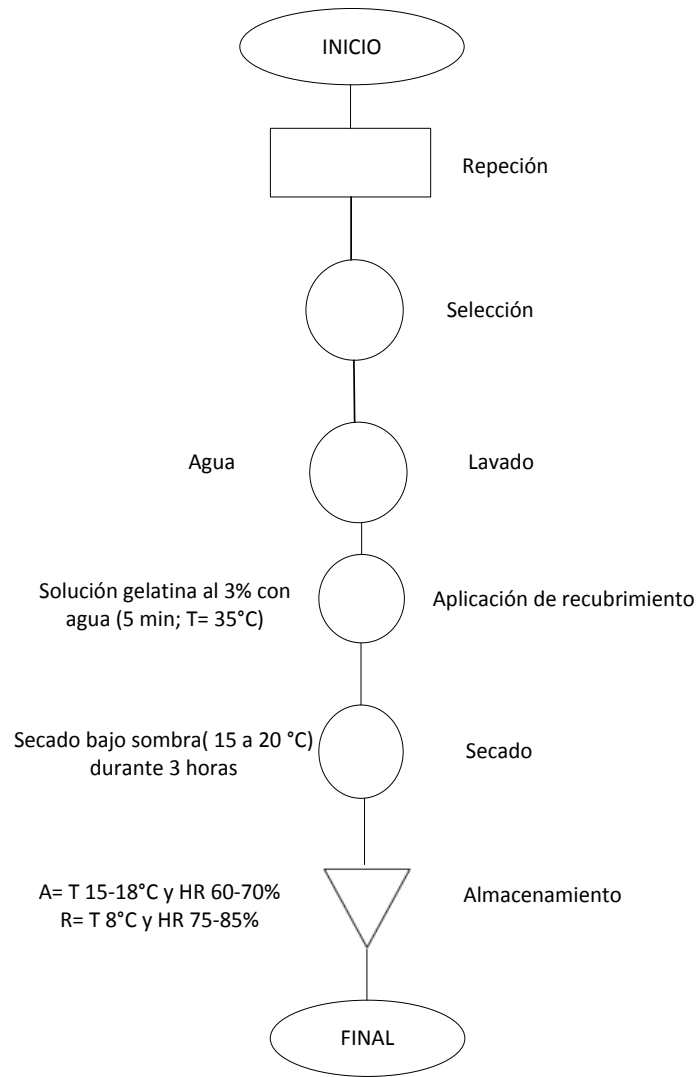 INICIO
Repeción
Selección
Agua
Lavado
Solución gelatina al 3% con
agua (5 min; T= 35°C)
Aplicación de recubrimiento
Secado bajo sombra( 15 a 20 °C)
durante 3 horas
Secado
A= T 15-18°C y HR 60-70%
R= T 8°C y HR 75-85%
Almacenamiento
FINAL